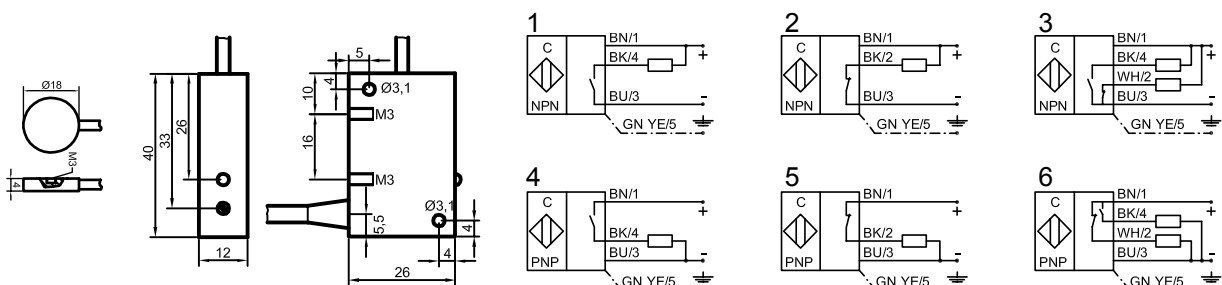 Ø18
M3
4
40
33
26
12
5
4
10
Ø3,1
M3
16
M3
Ø3,1
5,5
4
4
26
1
BN/1
C
+
BK/4
NPN
BU/3
-
GN YE/5
2
BN/1
C
+
BK/2
NPN
BU/3
-
GN YE/5
3
BN/1
C
+
BK/4
WH/2
NPN
BU/3
-
GN YE/5
4
BN/1
C
+
BK/4
PNP
BU/3
-
GN YE/5
5
BN/1
C
+
BK/2
PNP
BU/3
-
GN YE/5
6
BN/1
C
+
BK/4
WH/2
PNP
BU/3
-
GN YE/5